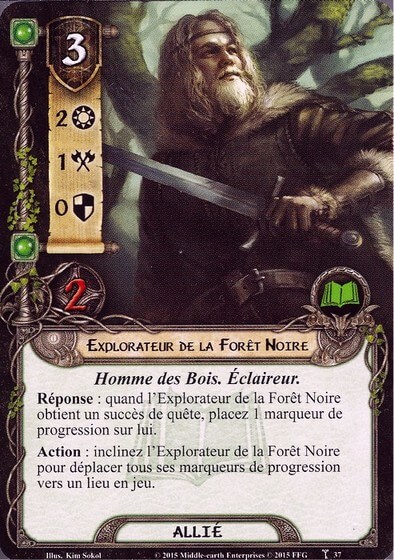 3
2
1
0
2
Explorateur de la Forêt Noire
Homme des Bois. Éclaireur.
Réponse : quand l'Explorateur de la Forêt Noire
obtient un succès de quête, placez 1 marqueur de
progression sur lui.
Action : inclinez l'Explorateur de la Forêt Noire
pour déplacer tous ses marqueurs de progression
vers un lieu en jeu.
ALLIÉ
Illus. Kim Sokol © 2015 Middle-earth Enterprises © 2015 FFG 37